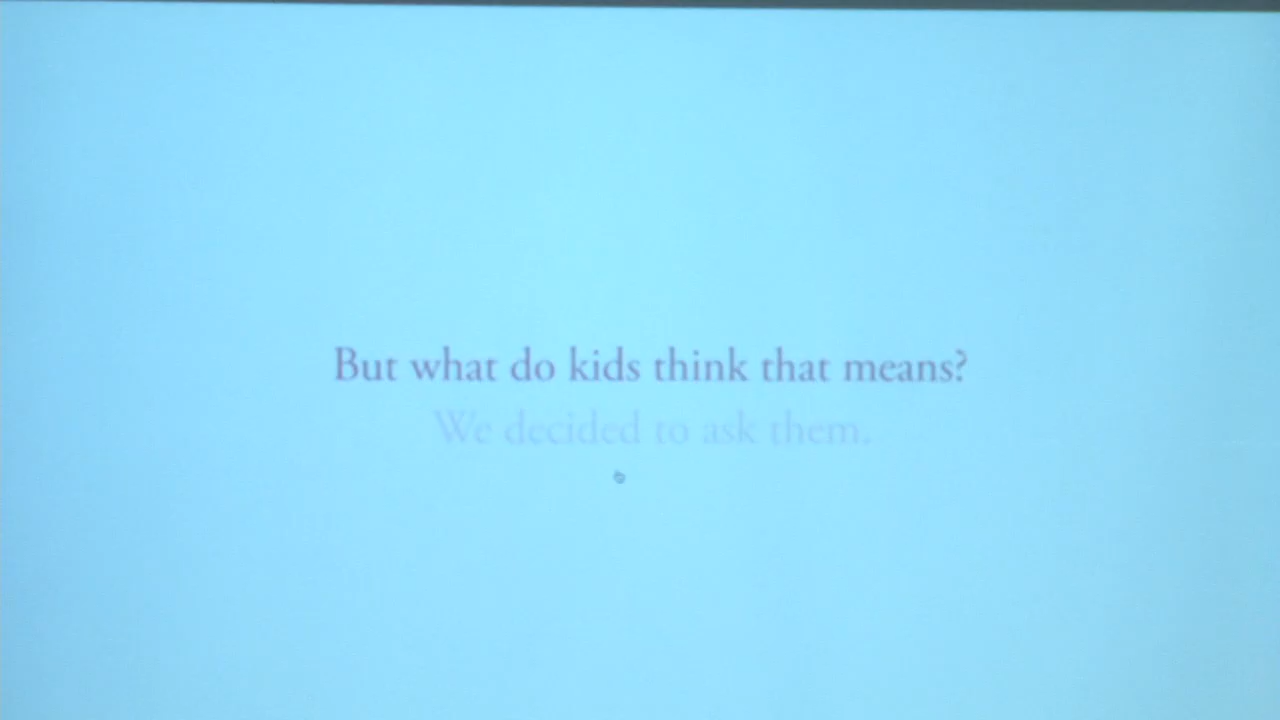 But what do kids think that means?
We decided to ask them.